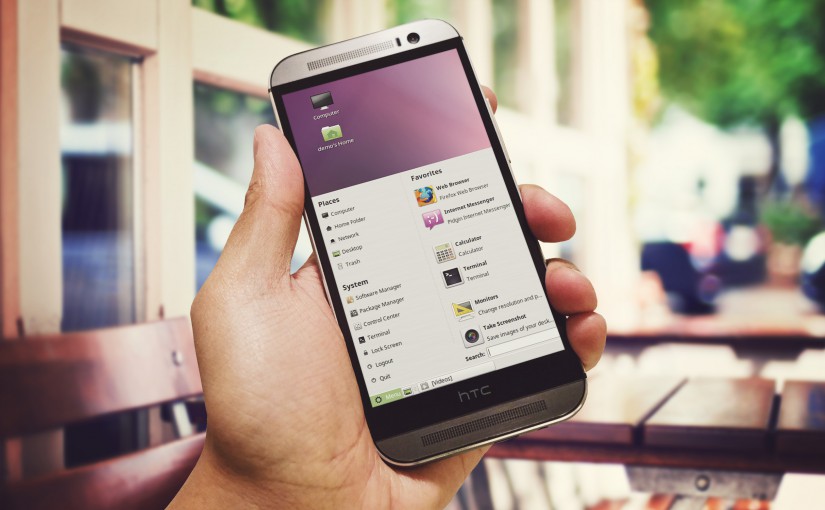 Computer
demo's Home
Places
Computer
Home Folder
Network
Desktop
Trash
System
Software Manager
Package Manager
Control Center
Terminal
Lock Screen
Logout
Quit
Favorites
Web Browser
Firefox Web Browser
Internet Messenger
Pidgin Internet Messenger
Calculator
Calculator
Terminal
Terminal
Monitors
Change resolution and p...
Take Screenshot
Save images of your desk...
Search:
Menu
[Videos]
hTC